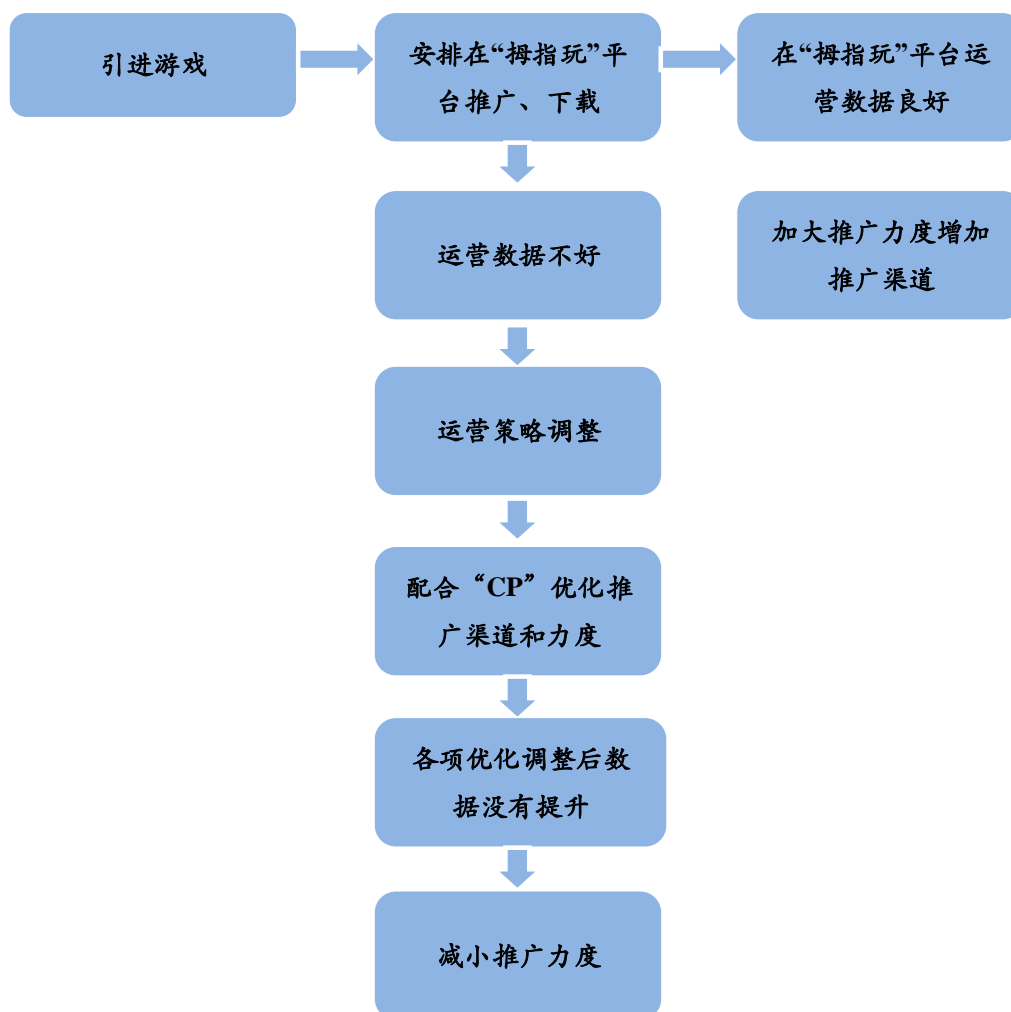 引进游戏
安排在“拇指玩”平
台推广、下载
在“拇指玩”平台运
营数据良好
运营数据不好
加大推广力度增加
推广渠道
运营策略调整
配合“CP”优化推
广渠道和力度
各项优化调整后数
据没有提升
减小推广力度